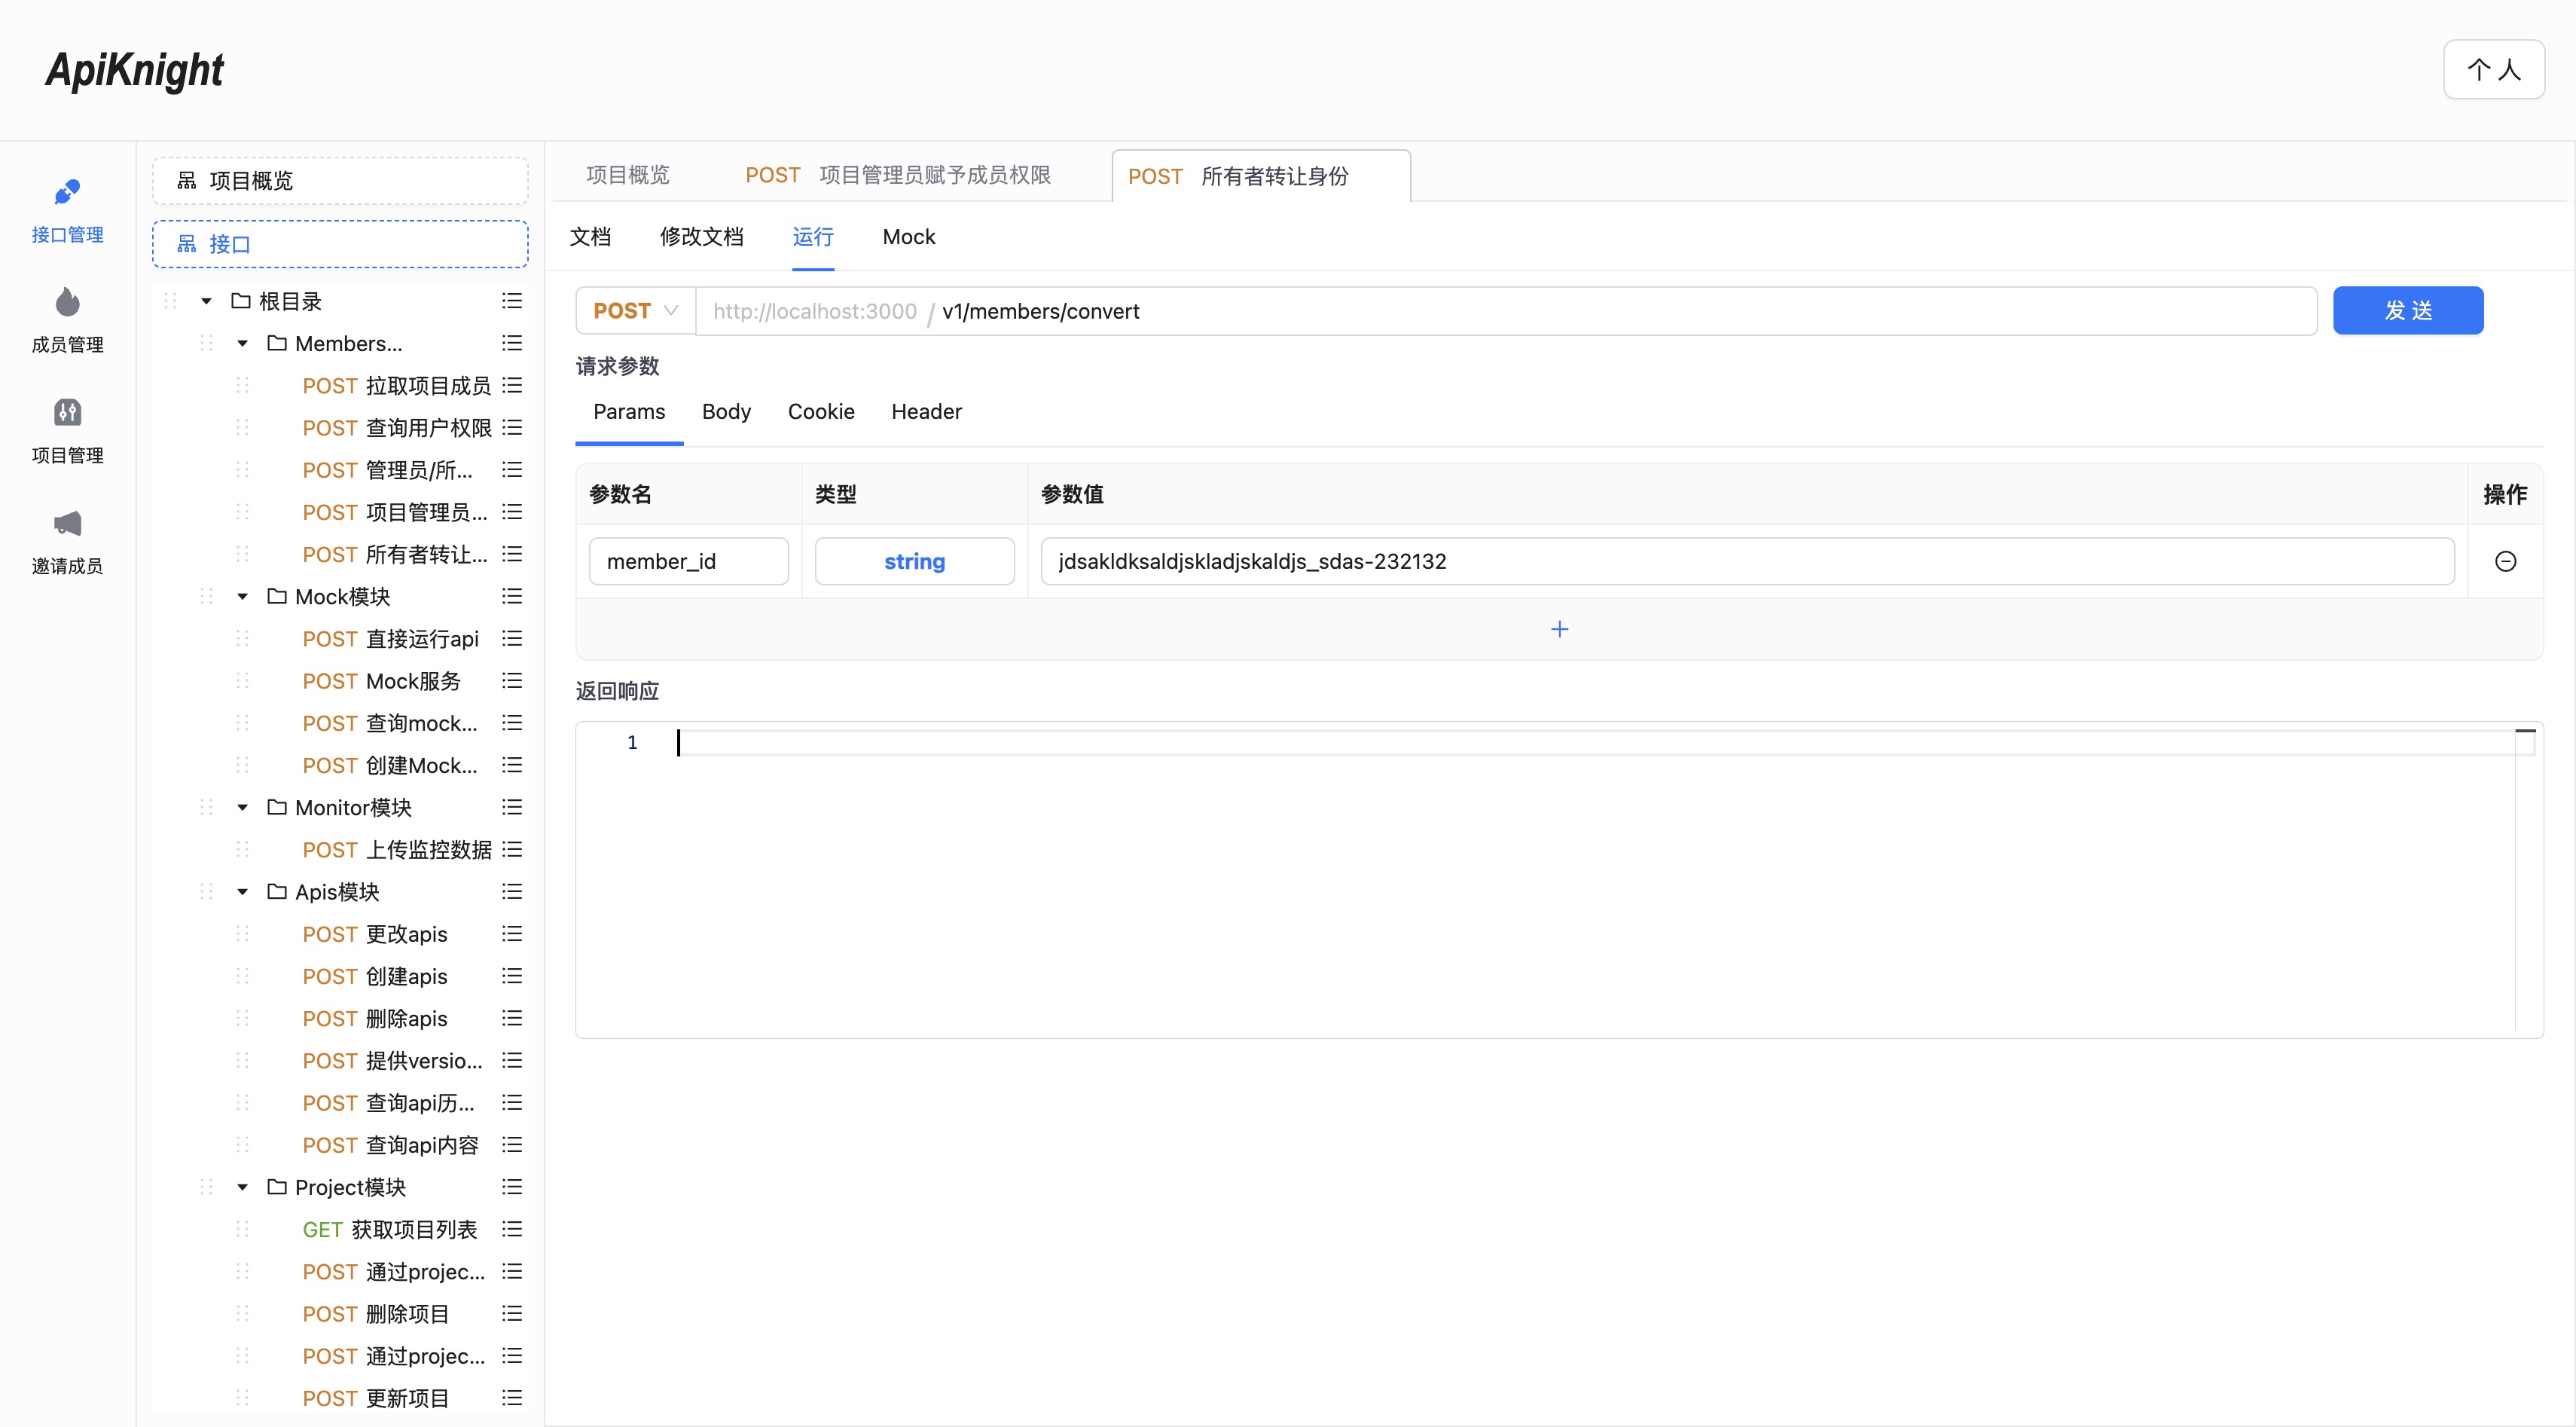 ApiKnight
个人
接口管理
成员管理
项目管理
邀请成员
项目概览
接口
根目录
Members...
POST 拉取项目成员
POST 查询用户权限
POST 管理员/所...
POST 项目管理员...
POST 所有者转让...
Mock模块
POST 直接运行api
POST Mock服务
POST 查询mock...
POST 创建Mock...
Monitor模块
POST 上传监控数据
Apis模块
POST 更改apis
POST 创建apis
POST 删除apis
POST 提供versio...
POST 查询api历...
POST 查询api内容
Project模块
GET 获取项目列表
POST 通过projec...
POST 删除项目
POST 通过projec...
POST 更新项目
项目概览 POST 项目管理员赋予成员权限 POST 所有者转让身份
文档 修改文档 运行 Mock
POST http://localhost:3000 / v1/members/convert 发送
请求参数
Params Body Cookie Header
参数名 类型 参数值 操作
member_id string jdsakldksaldjskladjskaldjs_sdas-232132
返回响应
1